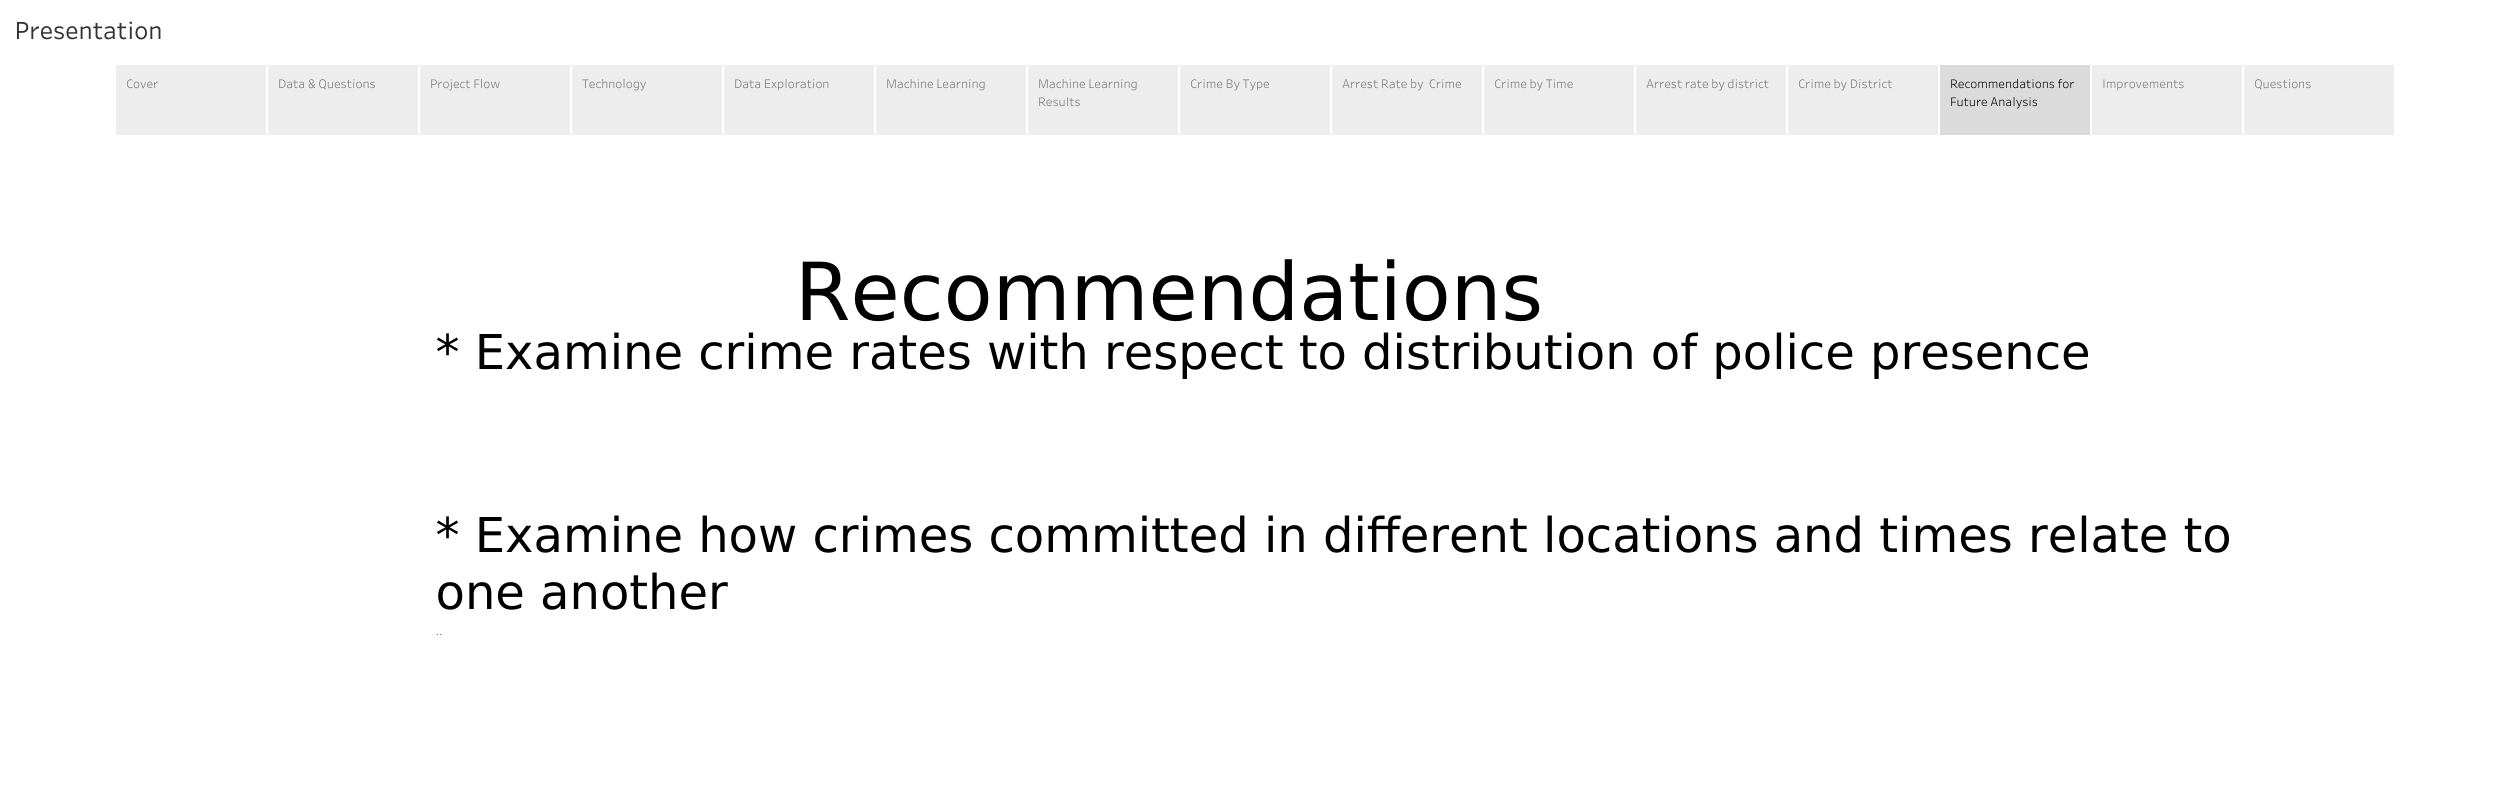 Presentation
Cover
Data & Questions
Project Flow
Technology
Data Exploration
Machine Learning
Machine Learning
Results
Crime By Type
Arrest Rate by  Crime
Crime by Time
Arrest rate by district
Crime by District
Recommendations for
Future Analysis
Improvements
Questions
Recommendations
* Examine crime rates with respect to distribution of police presence
* Examine how crimes committed in different locations and times relate to
one another
..